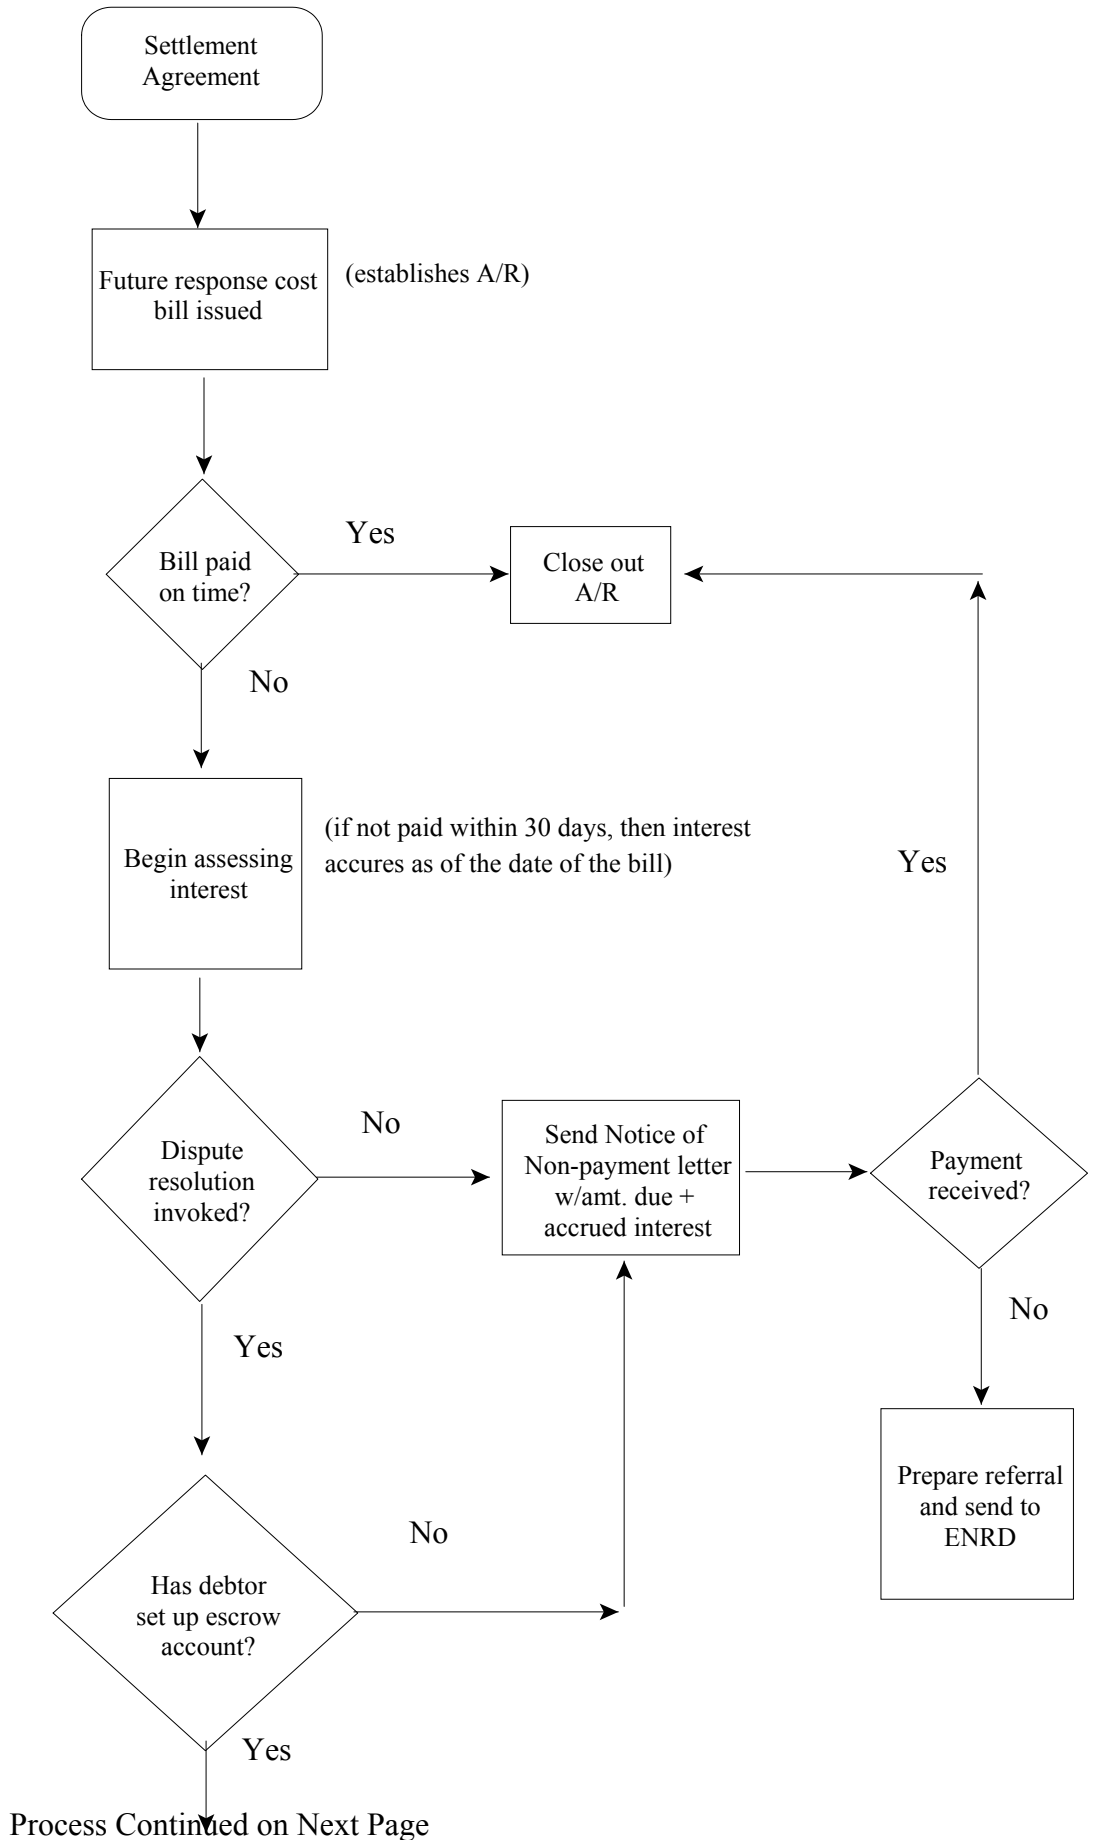 Settlement
Agreement
Future response cost
bill issued
(establishes A/R)
Bill paid
on time?
Yes
Close out
A/R
No
Begin assessing
interest
(if not paid within 30 days, then interest
accures as of the date of the bill)
Yes
Dispute
resolution
invoked?
No
Send Notice of
Non-payment letter
w/amt. due +
accrued interest
Payment
received?
No
Yes
Prepare referral
and send to
ENRD
No
Has debtor
set up escrow
account?
Yes
Process Continued on Next Page